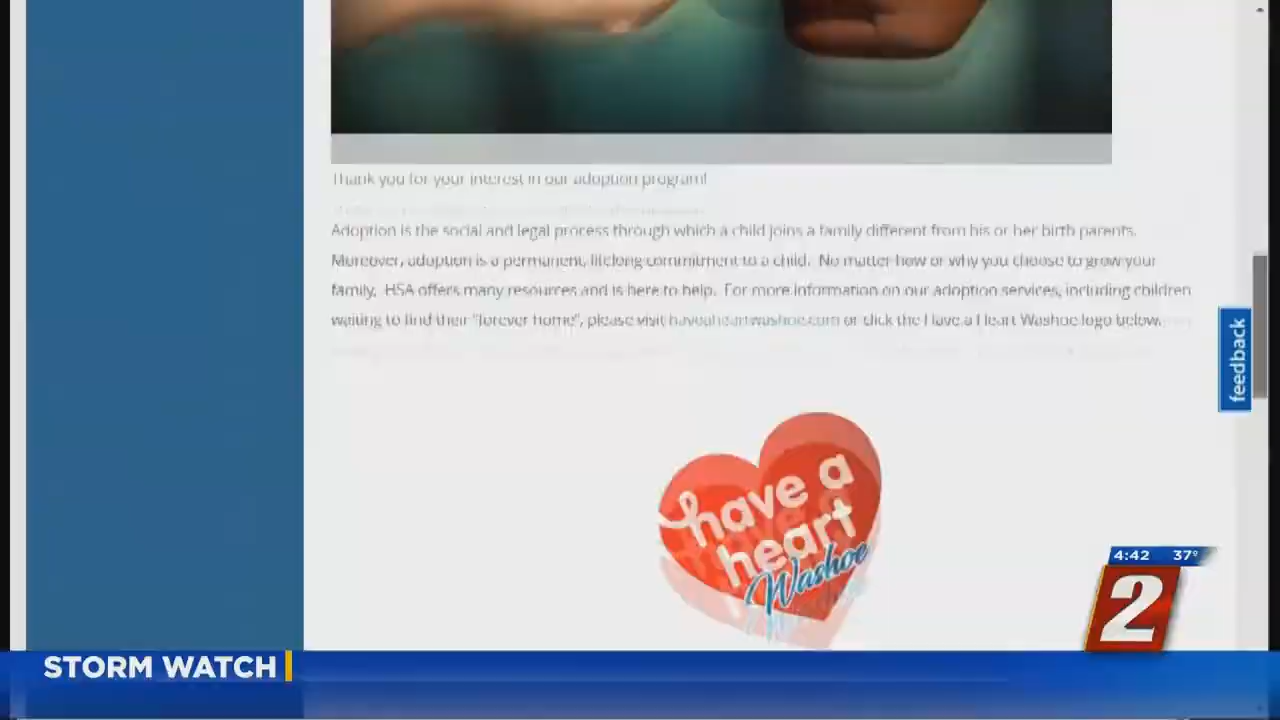 Thank you for your interest in our adoption program!
Adoption is the social and legal process through which a child joins a family different from his or her birth parents.
Moreover, adoption is a permanent, lifelong commitment to a child. No matter how or why you choose to grow your
family, HSA offers many resources and is here to help. For more information on our adoption services, including children
waiting to find their "forever home", please visit haveaheartwashoe.com or click the Have a Heart Washoe logo below.
feedback
have a
heart
Washoe
4:42 37°
2
STORM WATCH